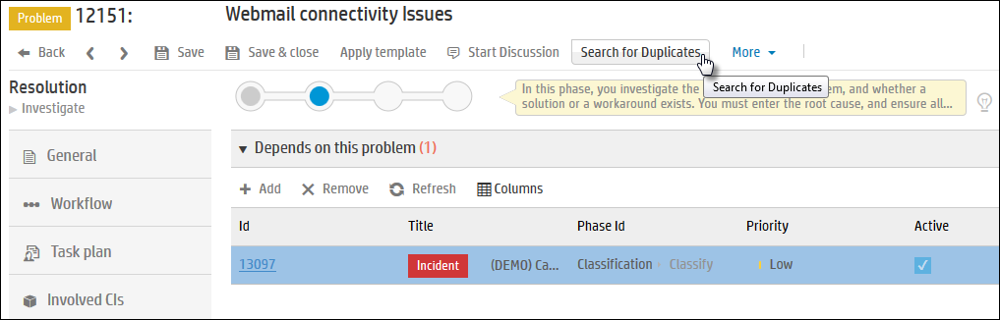 Problem 12151: Webmail connectivity Issues
Back Save Save & close Apply template Start Discussion Search for Duplicates More
Search for Duplicates
Resolution
Investigate
In this phase, you investigate the em, and whether a
solution or a workaround exists. You must enter the root cause, and ensure all...
General
Workflow
Task plan
Involved CIs
Depends on this problem (1)
Add Remove Refresh Columns
Id Title Phase Id Priority Active
13097 Incident (DEMO) Ca... Classification Classify Low